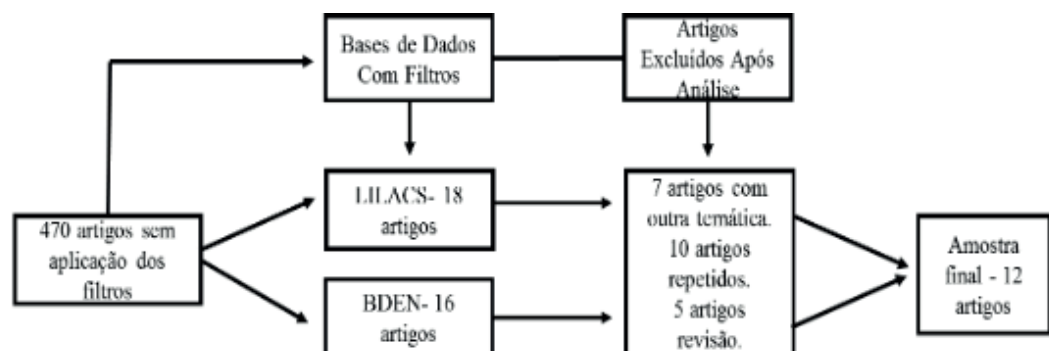 Bases de Dados
Com Filtros
Artigos
Excluídos Após
Análise
470 artigos sem
aplicação dos
filtros
LILACS- 18
artigos
BDEN- 16
artigos
7 artigos com
outra temática.
10 artigos
repetidos.
5 artigos
revisão.
Amostra
final - 12
artigos